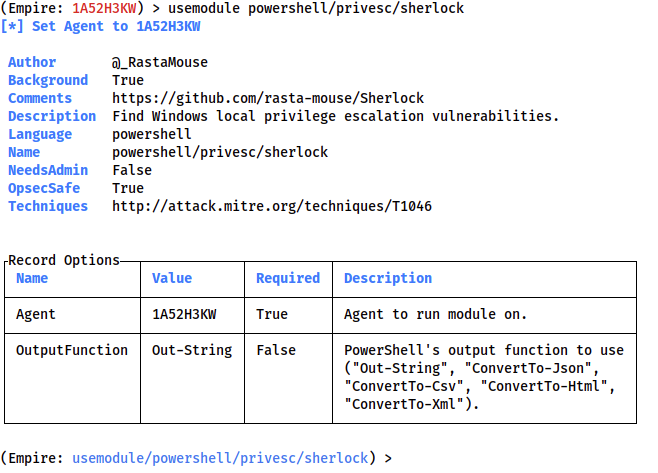 (Empire: 1A52H3KW) > usemodule powershell/privesc/sherlock
[*] Set Agent to 1A52H3KW
Author @_RastaMouse
Background True
Comments https://github.com/rasta-mouse/Sherlock
Description Find Windows local privilege escalation vulnerabilities.
Language powershell
Name powershell/privesc/sherlock
NeedsAdmin False
OpsecSafe True
Techniques http://attack.mitre.org/techniques/T1046
Record Options
Name Value Required Description
Agent 1A52H3KW True Agent to run module on.
OutputFunction Out-String False PowerShell's output function to use
("Out-String", "ConvertTo-Json",
"ConvertTo-Csv", "ConvertTo-Html",
"ConvertTo-Xml").
(Empire: usemodule/powershell/privesc/sherlock) >